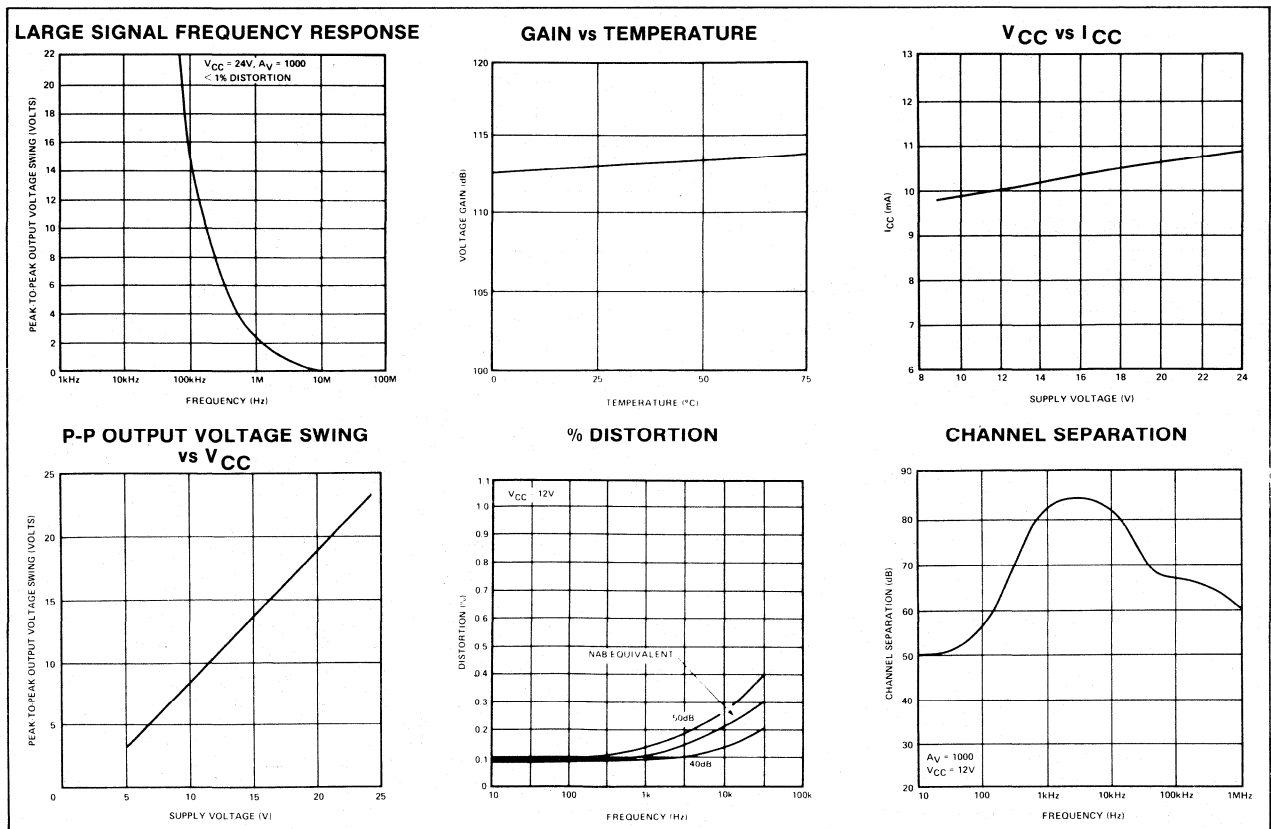 LARGE SIGNAL FREQUENCY RESPONSE
PEAK-TO-PEAK OUTPUT VOLTAGE SWING (VOLTS)
22
20
18
16
14
12
10
8
6
4
2
0
VCC = 24V, AV = 1000
< 1% DISTORTION
1kHz 10kHz 100kHz 1M 10M 100M
FREQUENCY (Hz)
GAIN vs TEMPERATURE
VOLTAGE GAIN (dB)
120
115
110
105
100
0 25 50 75
TEMPERATURE (°C)
VCC vs ICC
ICC (mA)
13
12
11
10
9
8
7
6
8 10 12 14 16 18 20 22 24
SUPPLY VOLTAGE (V)
P-P OUTPUT VOLTAGE SWING
vs VCC
PEAK-TO-PEAK OUTPUT VOLTAGE SWING (VOLTS)
25
20
15
10
5
0 5 10 15 20 25
SUPPLY VOLTAGE (V)
% DISTORTION
DISTORTION (%)
1.1
1.0
0.9
0.8
0.7
0.6
0.5
0.4
0.3
0.2
0.1
0
VCC 12V
NAB EQUIVALENT
50dB
40dB
10 100 1k 10k 100k
FREQUENCY (Hz)
CHANNEL SEPARATION
CHANNEL SEPARATION (dB)
90
80
70
60
50
40
30
20
AV = 1000
VCC = 12V
10 100 1kHz 10kHz 100kHz 1MHz
FREQUENCY (Hz)